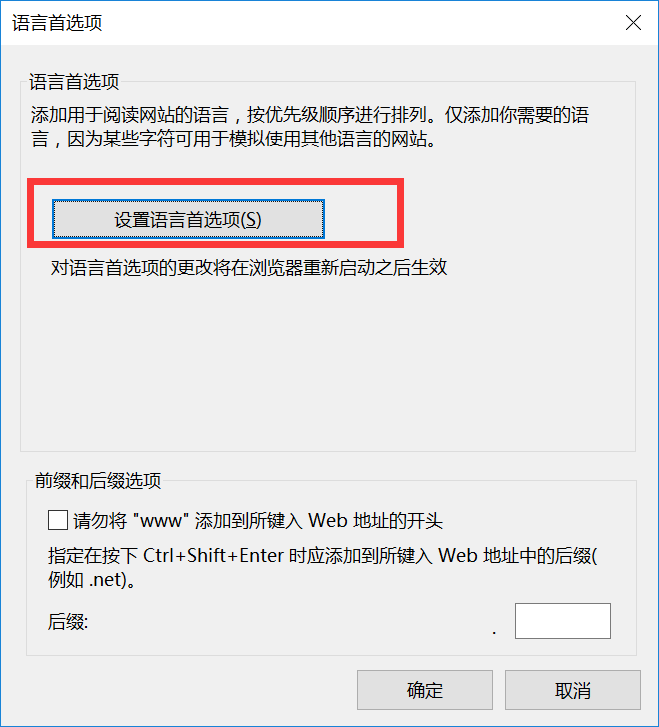 语言首选项
语言首选项
添加用于阅读网站的语言，按优先级顺序进行排列。仅添加你需要的语
言，因为某些字符可用于模拟使用其他语言的网站。
设置语言首选项(S)
对语言首选项的更改将在浏览器重新启动之后生效
前缀和后缀选项
请勿将 "www" 添加到所键入 Web 地址的开头
指定在按下 Ctrl+Shift+Enter 时应添加到所键入 Web 地址中的后缀(
例如 .net)。
后缀: .
确定 取消